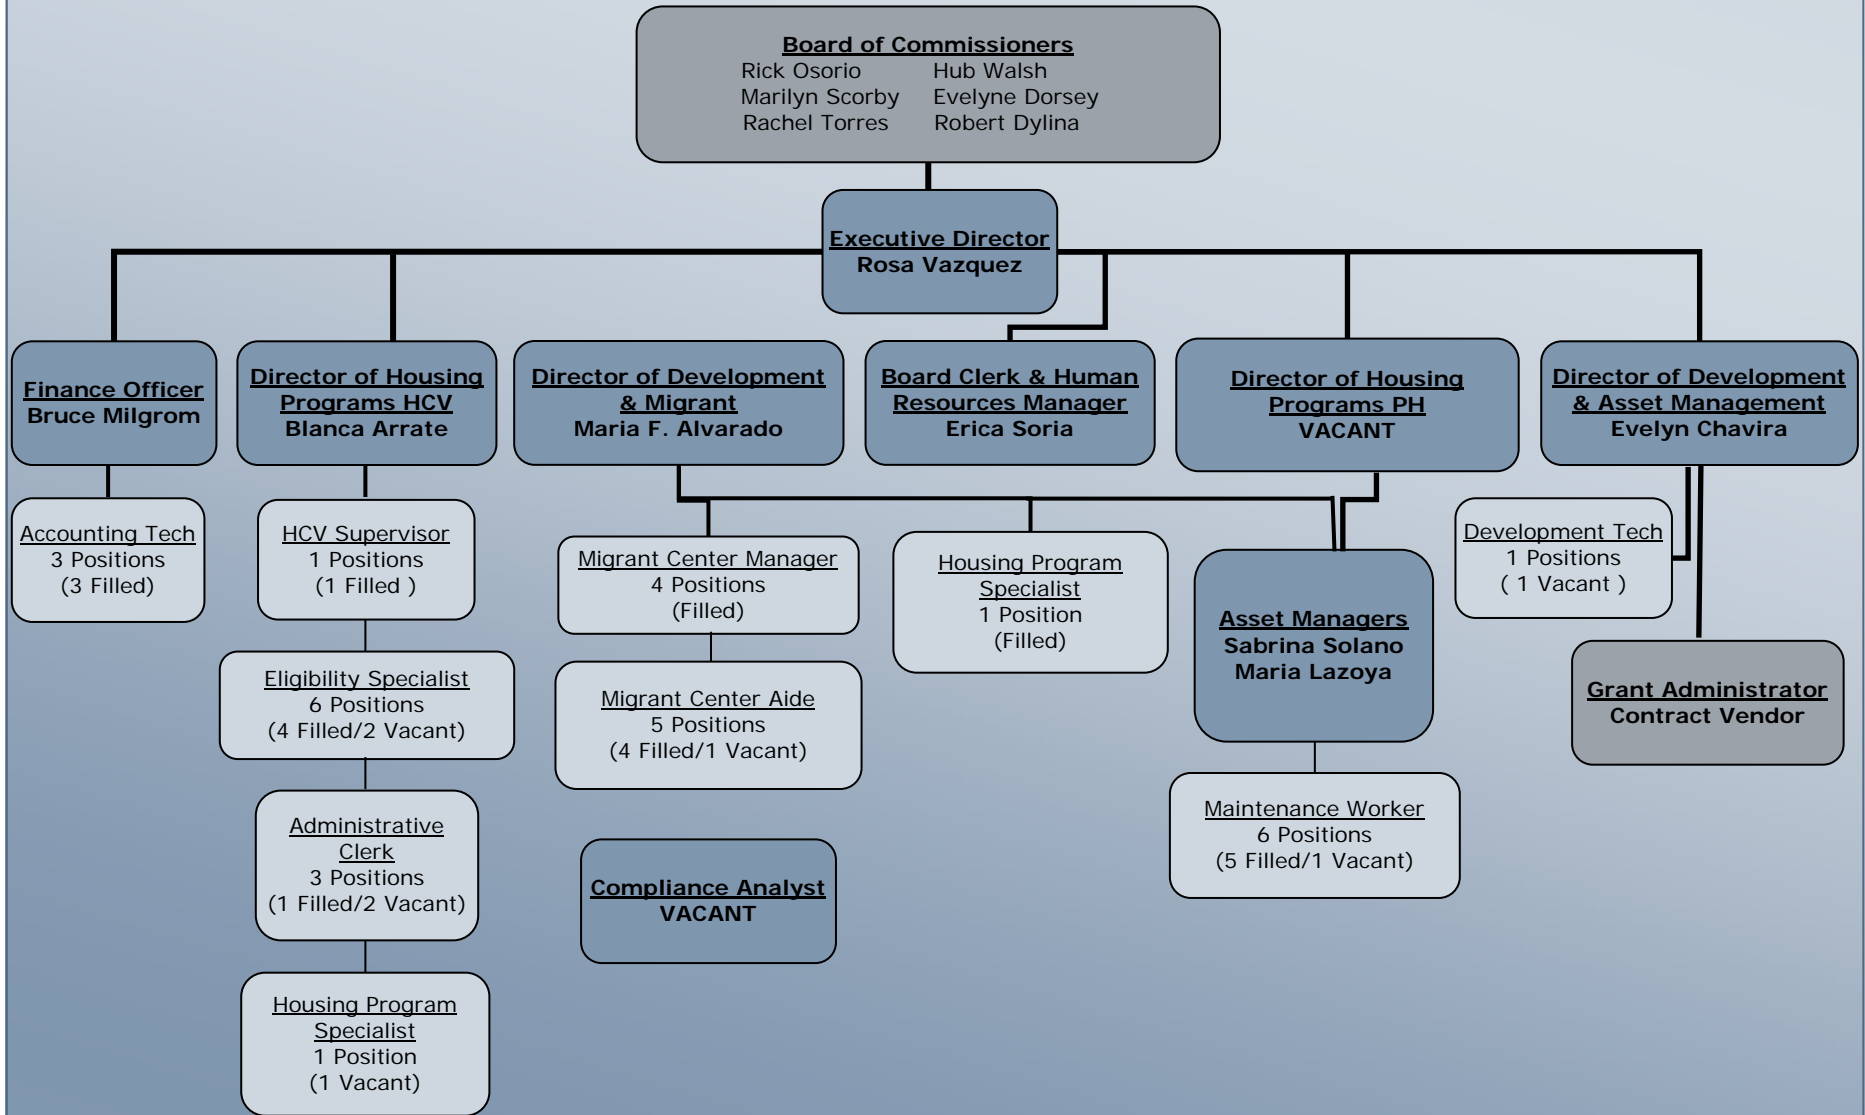 Board of Commissioners
Rick Osorio Hub Walsh
Marilyn Scorby Evelyne Dorsey
Rachel Torres Robert Dylina
Executive Director
Rosa Vazquez
Finance Officer
Bruce Milgrom
Director of Housing
Programs HCV
Blanca Arrate
Director of Development
& Migrant
Maria F. Alvarado
Board Clerk & Human
Resources Manager
Erica Soria
Director of Housing
Programs PH
VACANT
Director of Development
& Asset Management
Evelyn Chavira
Accounting Tech
3 Positions
(3 Filled)
HCV Supervisor
1 Positions
(1 Filled )
Migrant Center Manager
4 Positions
(Filled)
Housing Program
Specialist
1 Position
(Filled)
Asset Managers
Sabrina Solano
Maria Lazoya
Development Tech
1 Positions
( 1 Vacant )
Grant Administrator
Contract Vendor
Eligibility Specialist
6 Positions
(4 Filled/2 Vacant)
Migrant Center Aide
5 Positions
(4 Filled/1 Vacant)
Maintenance Worker
6 Positions
(5 Filled/1 Vacant)
Administrative
Clerk
3 Positions
(1 Filled/2 Vacant)
Compliance Analyst
VACANT
Housing Program
Specialist
1 Position
(1 Vacant)